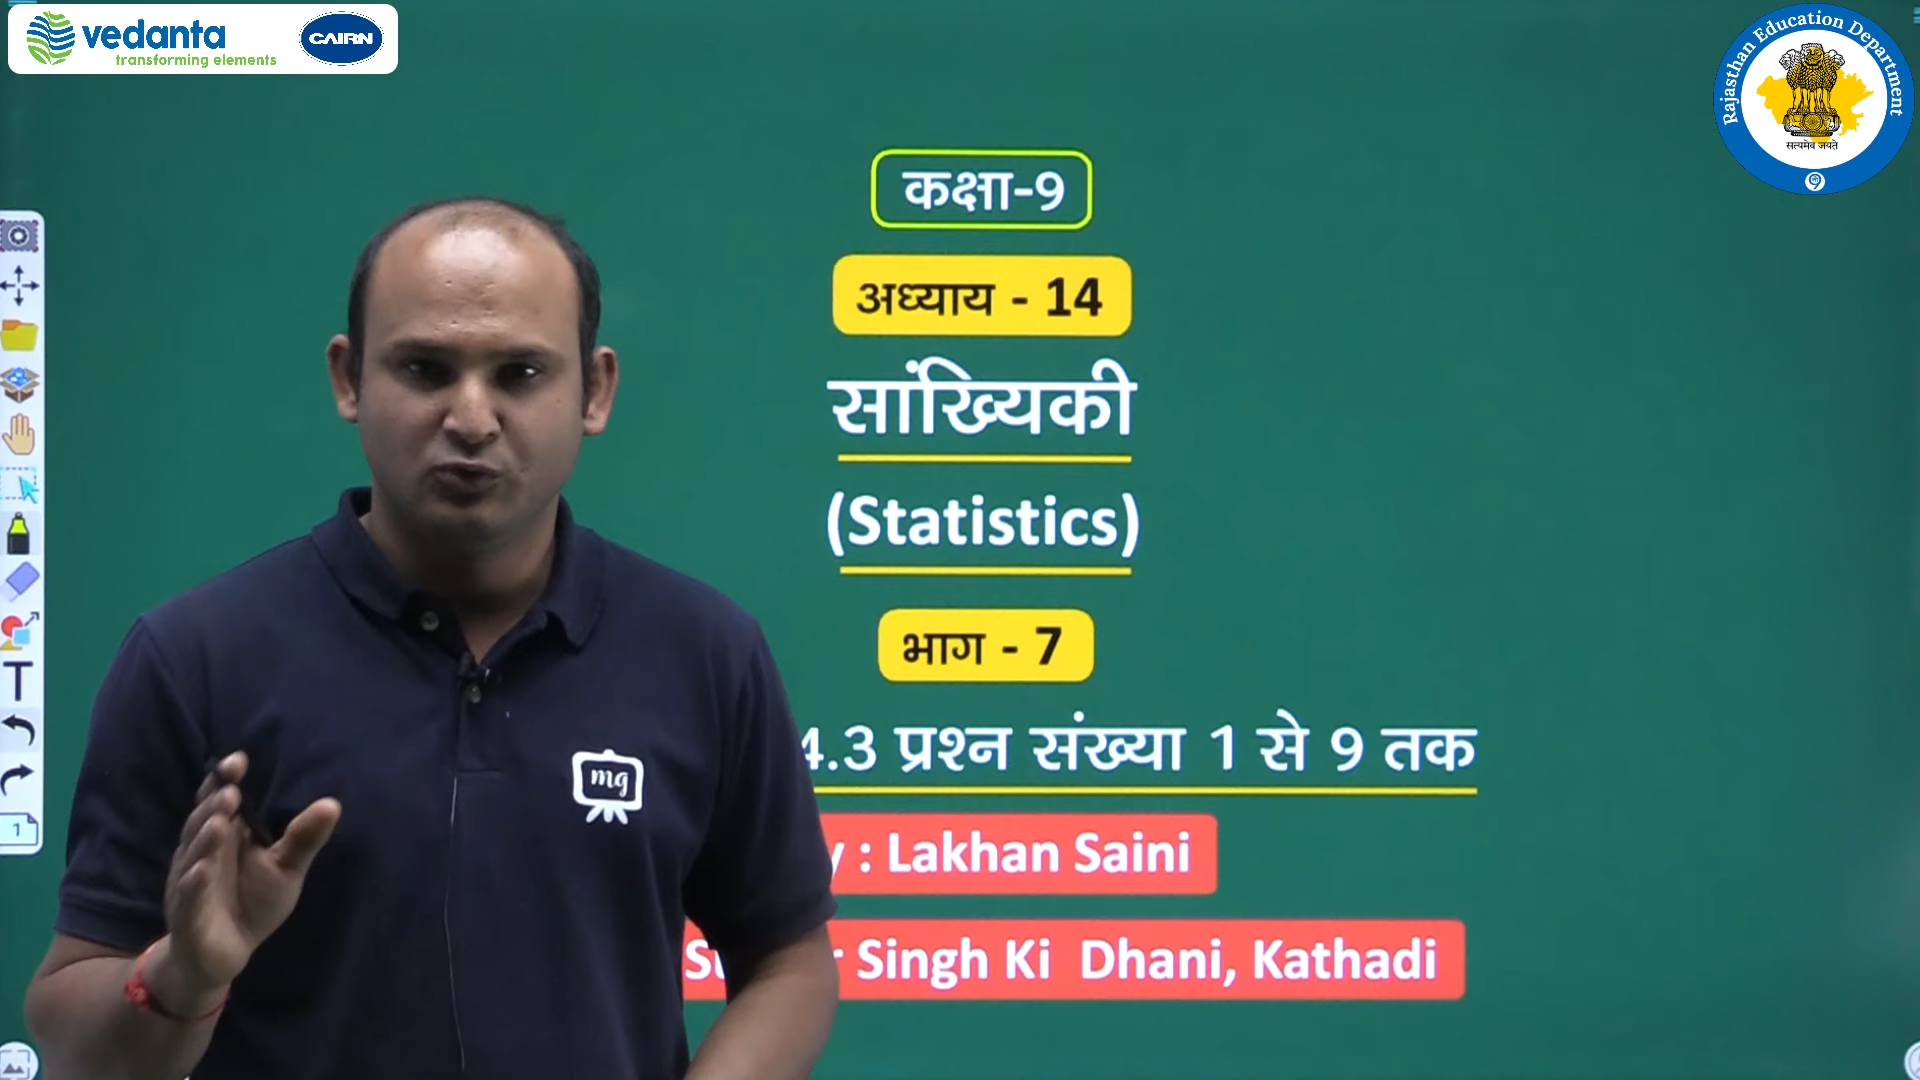 vedanta
transforming elements
CAIRN
Rajasthan Education Department
सत्यमेव जयते
कक्षा-9
अध्याय - 14
सांख्यिकी
(Statistics)
भाग - 7
4.3 प्रश्न संख्या 1 से 9 तक
mg
: Lakhan Saini
Singh Ki Dhani, Kathadi
T
1